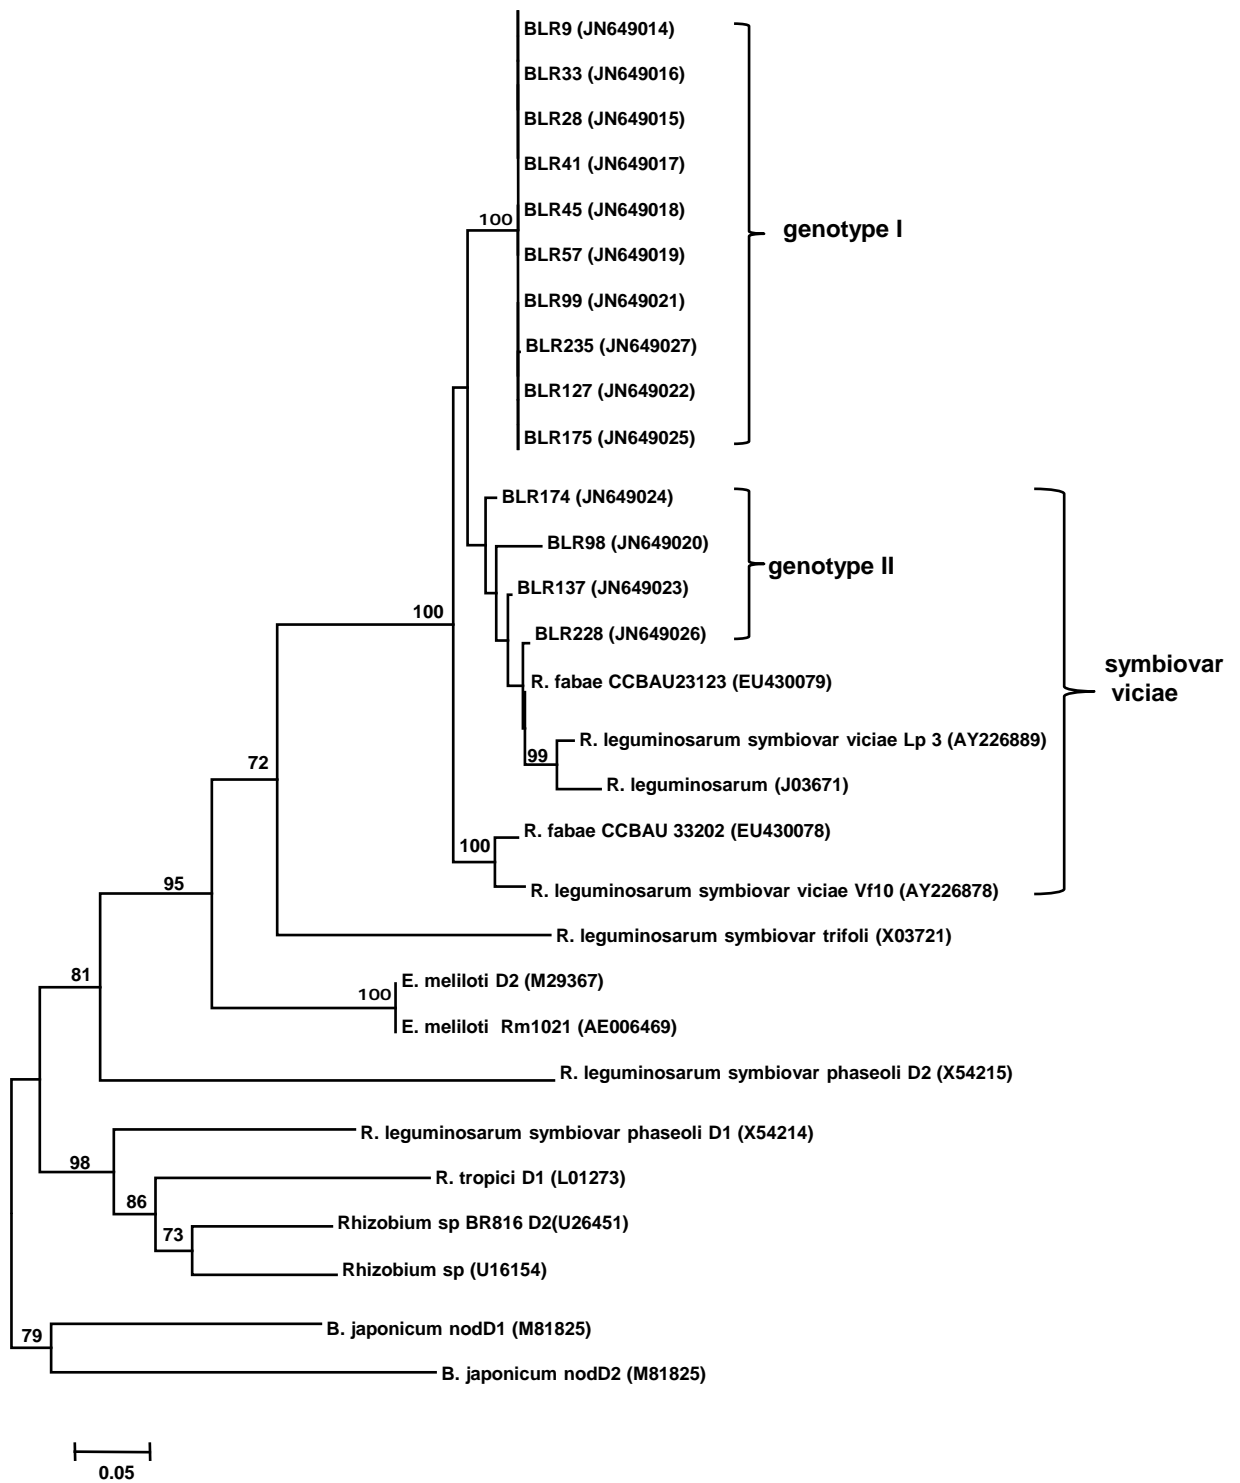 BLR9 (JN649014)
BLR33 (JN649016)
BLR28 (JN649015)
BLR41 (JN649017)
BLR45 (JN649018)
100
genotype I
BLR57 (JN649019)
BLR99 (JN649021)
BLR235 (JN649027)
BLR127 (JN649022)
BLR175 (JN649025)
BLR174 (JN649024)
BLR98 (JN649020)
genotype II
BLR137 (JN649023)
100
BLR228 (JN649026)
symbiovar
viciae
R. fabae CCBAU23123 (EU430079)
R. leguminosarum symbiovar viciae Lp 3 (AY226889)
99
72
R. leguminosarum (J03671)
R. fabae CCBAU 33202 (EU430078)
100
95
R. leguminosarum symbiovar viciae Vf10 (AY226878)
R. leguminosarum symbiovar trifoli (X03721)
81
E. meliloti D2 (M29367)
100
E. meliloti Rm1021 (AE006469)
R. leguminosarum symbiovar phaseoli D2 (X54215)
R. leguminosarum symbiovar phaseoli D1 (X54214)
98
R. tropici D1 (L01273)
86
Rhizobium sp BR816 D2(U26451)
73
Rhizobium sp (U16154)
B. japonicum nodD1 (M81825)
79
B. japonicum nodD2 (M81825)
0.05